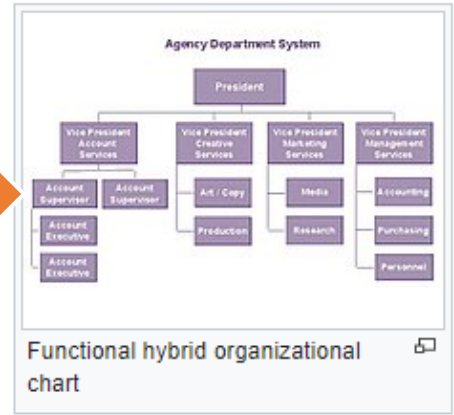 Agency Department System
President
Vice President
Account
Services
Vice President
Creative
Services
Vice President
Marketing
Services
Vice President
Management
Services
Account
Supervisor
Account
Supervisor
Art / Copy
Media
Accounting
Account
Executive
Production
Research
Purchasing
Account
Executive
Personnel
Functional hybrid organizational
chart